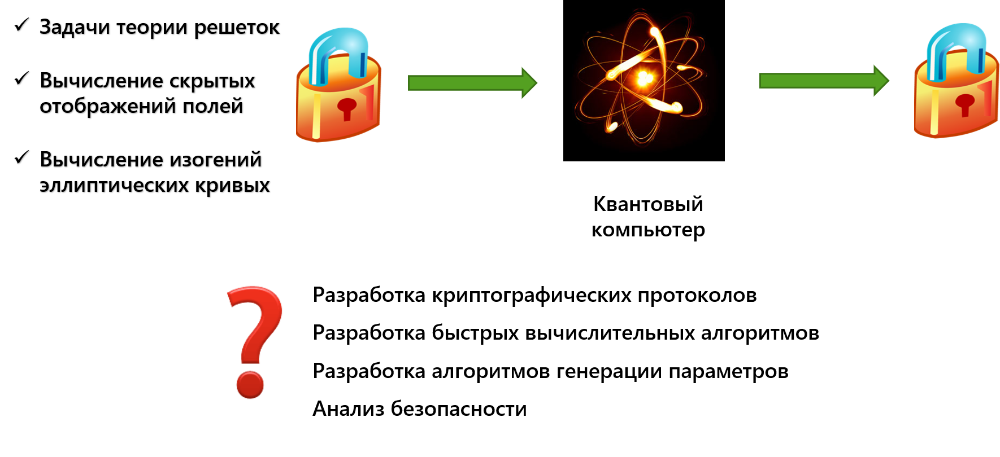 Задачи теории решеток
Вычисление скрытых
отображений полей
Вычисление изогений
эллиптических кривых
Квантовый
компьютер
Разработка криптографических протоколов
Разработка быстрых вычислительных алгоритмов
Разработка алгоритмов генерации параметров
Анализ безопасности